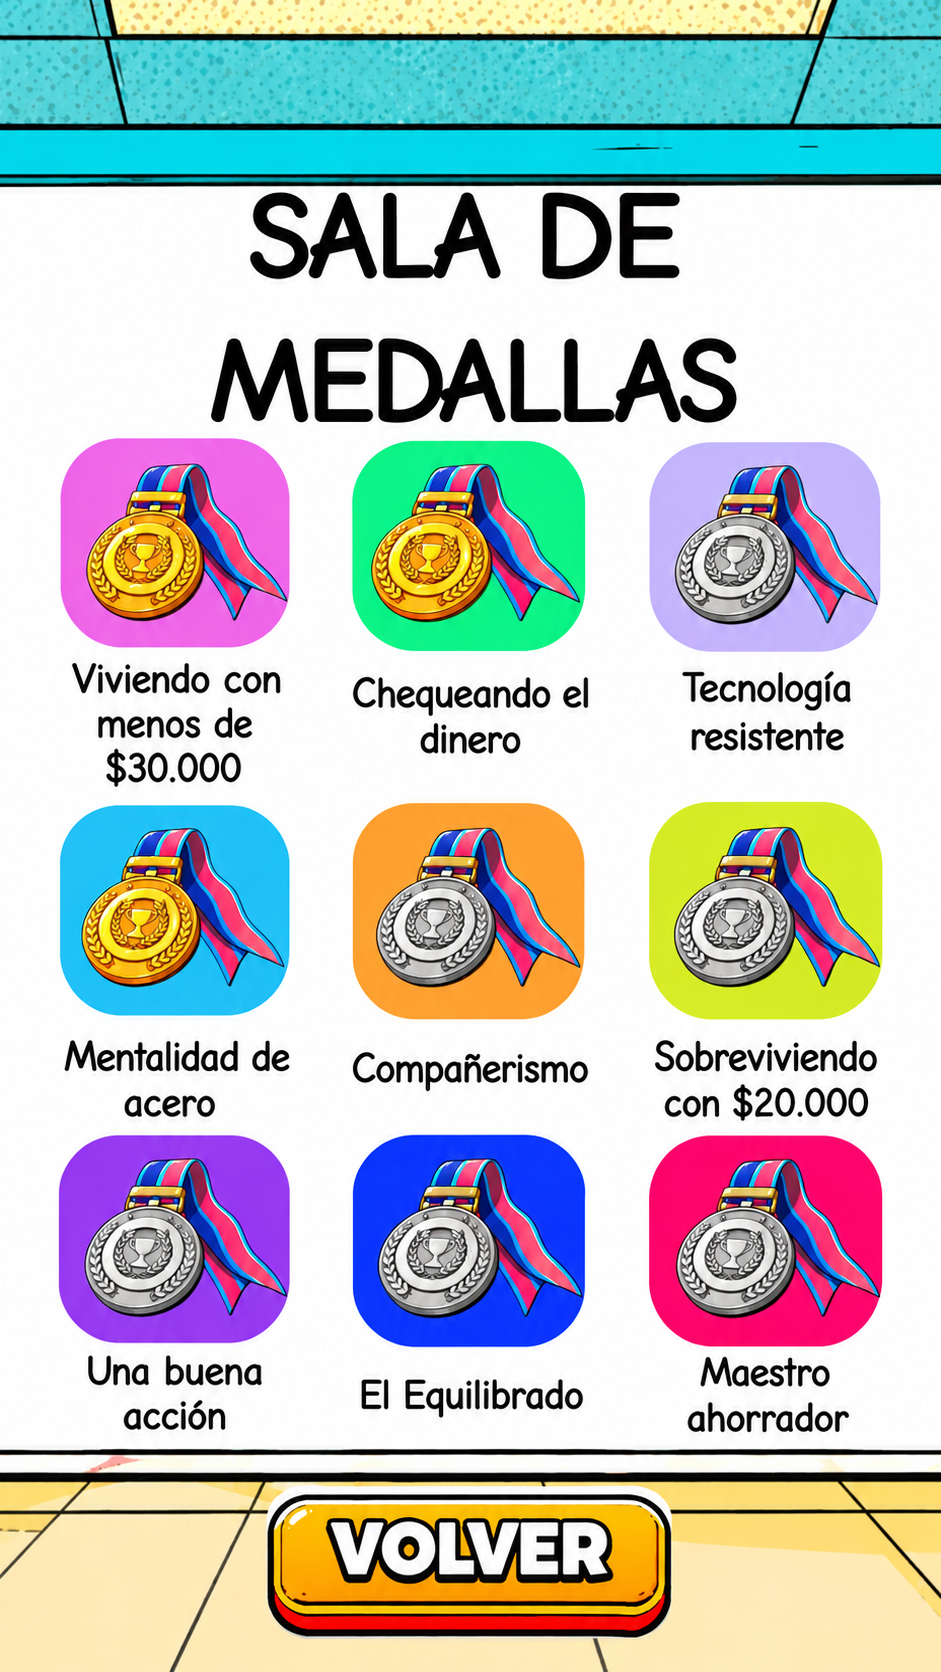 SALA DE
MEDALLAS
Viviendo con
menos de
$30.000
Chequeando el
dinero
Tecnología
resistente
Mentalidad de
acero
Compañerismo
Sobreviviendo
con $20.000
Una buena
acción
El Equilibrado
Maestro
ahorrador
VOLVER